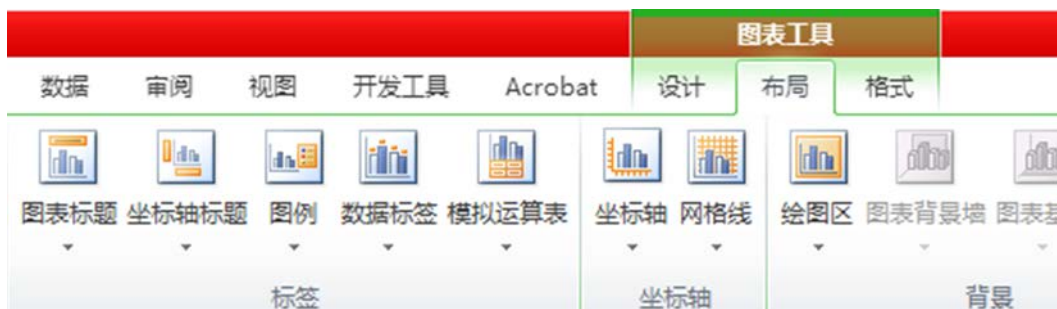 图表工具
数据 审阅 视图 开发工具 Acrobat 设计 布局 格式
图表标题 坐标轴标题 图例 数据标签 模拟运算表 坐标轴 网格线 绘图区 图表背景墙 图表基
标签 坐标轴 背景